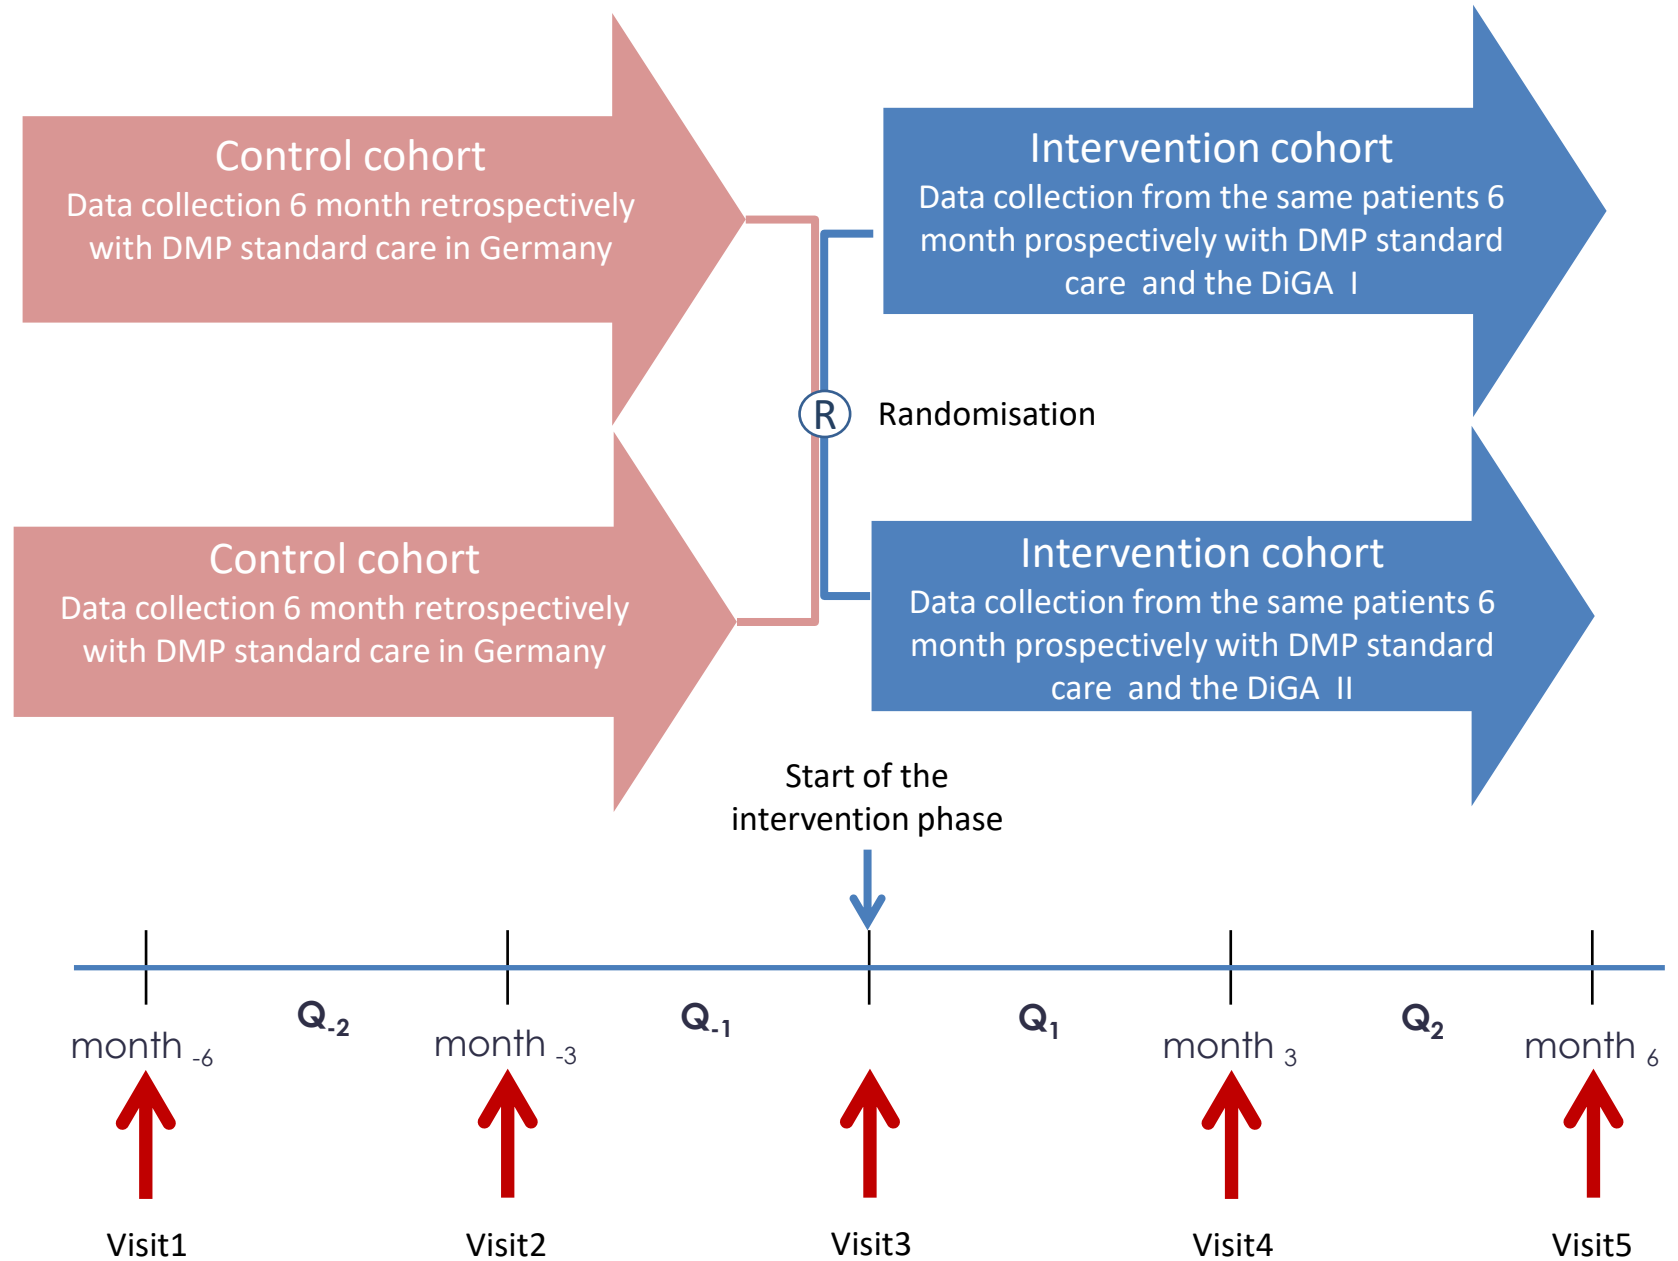 Control cohort
Data collection 6 month retrospectively
with DMP standard care in Germany
Intervention cohort
Data collection from the same patients 6
month prospectively with DMP standard
care and the DiGA I
R
Randomisation
Control cohort
Data collection 6 month retrospectively
with DMP standard care in Germany
Intervention cohort
Data collection from the same patients 6
month prospectively with DMP standard
care and the DiGA II
Start of the
intervention phase
Q-2
Q-1
Q1
Q2
month -6
month -3
month 3
month 6
Visit1
Visit2
Visit3
Visit4
Visit5